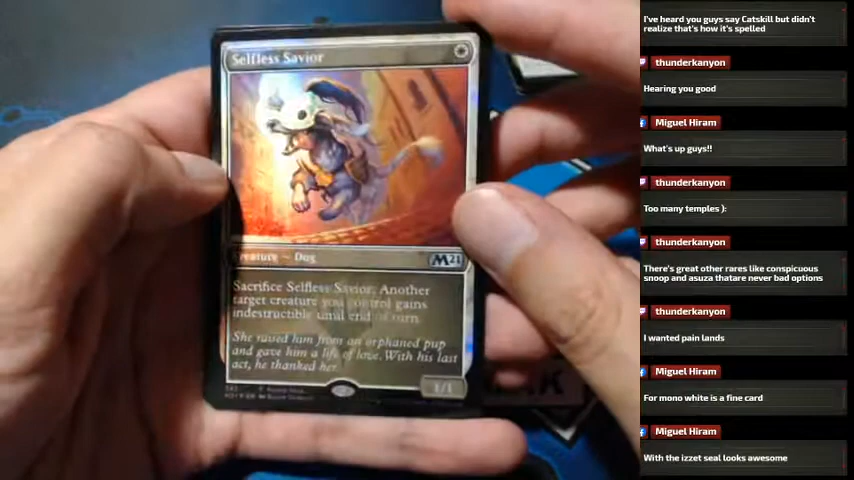 Selfless Savior
Creature ~ Dog
M21
Sacrifice Selfless Savior: Another
target creature you control gains
indestructible until end of turn.
She raised him from an orphaned pup
and gave him a life of love. With his last
act, he thanked her.
1/1
I've heard you guys say Catskill but didn't
realize that's how it's spelled
thunderkanyon
Hearing you good
Miguel Hiram
What's up guys!!
thunderkanyon
Too many temples ):
thunderkanyon
There's great other rares like conspicuous
snoop and asuza thatare never bad options
thunderkanyon
I wanted pain lands
Miguel Hiram
For mono white is a fine card
Miguel Hiram
With the izzet seal looks awesome